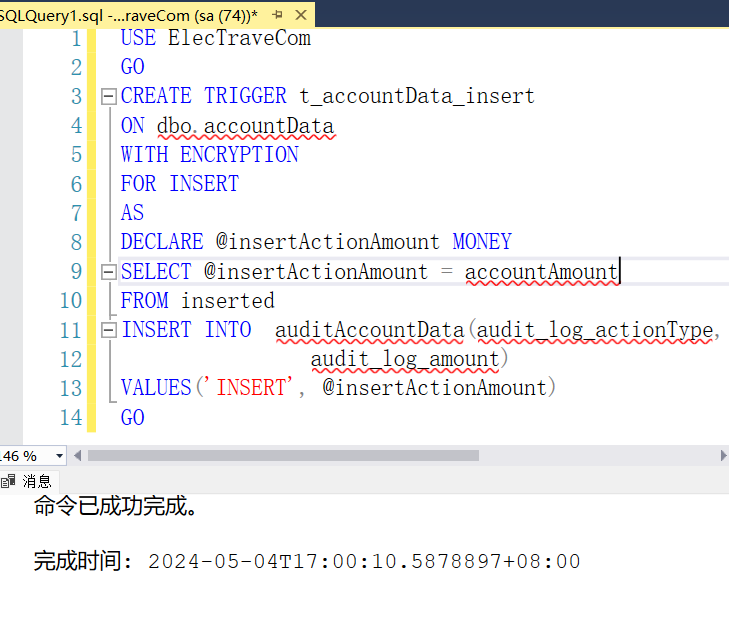 SQLQuery1.sql -...raveCom (sa (74))*
1 USE ElecTraveCom
2 GO
3 CREATE TRIGGER t_accountData_insert
4 ON dbo.accountData
5 WITH ENCRYPTION
6 FOR INSERT
7 AS
8 DECLARE @insertActionAmount MONEY
9 SELECT @insertActionAmount = accountAmount
10 FROM inserted
11 INSERT INTO auditAccountData(audit_log_actionType,
12 audit_log_amount)
13 VALUES('INSERT', @insertActionAmount)
14 GO
146 %
消息
命令已成功完成。
完成时间: 2024-05-04T17:00:10.5878897+08:00